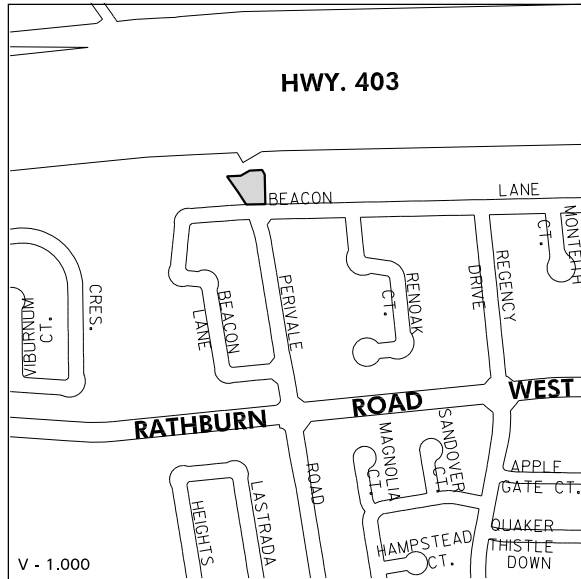 HWY. 403
BEACON LANE
MONTEITH
CT.
CRES.
VIBURNUM
CT.
BEACON
LANE
PERIVALE
RENOAK
CT.
REGENCY
DRIVE
RATHBURN ROAD WEST
MAGNOLIA
CT.
SANDOVER
CT.
ROAD
APPLE
GATE CT.
HEIGHTS
LASTRADA
HAMPSTEAD
CT.
QUAKER
THISTLE
DOWN
V - 1.000